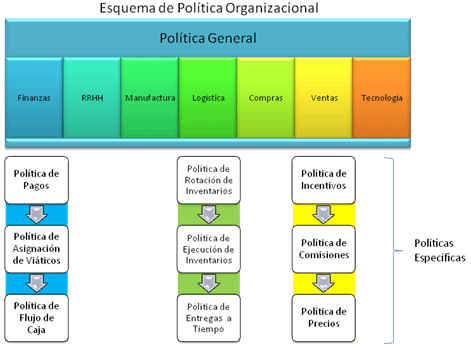 Esquema de Política Organizacional
Política General
Finanzas
RRHH
Manufactura
Logística
Compras
Ventas
Tecnología
Política de
Pagos
Política de
Asignación
de Viáticos
Política de
Flujo de
Caja
Política de
Rotación de
Inventarios
Política de
Ejecución de
Inventarios
Política de
Entregas a
Tiempo
Política de
Incentivos
Política de
Comisiones
Política de
Precios
Políticas
Específicas